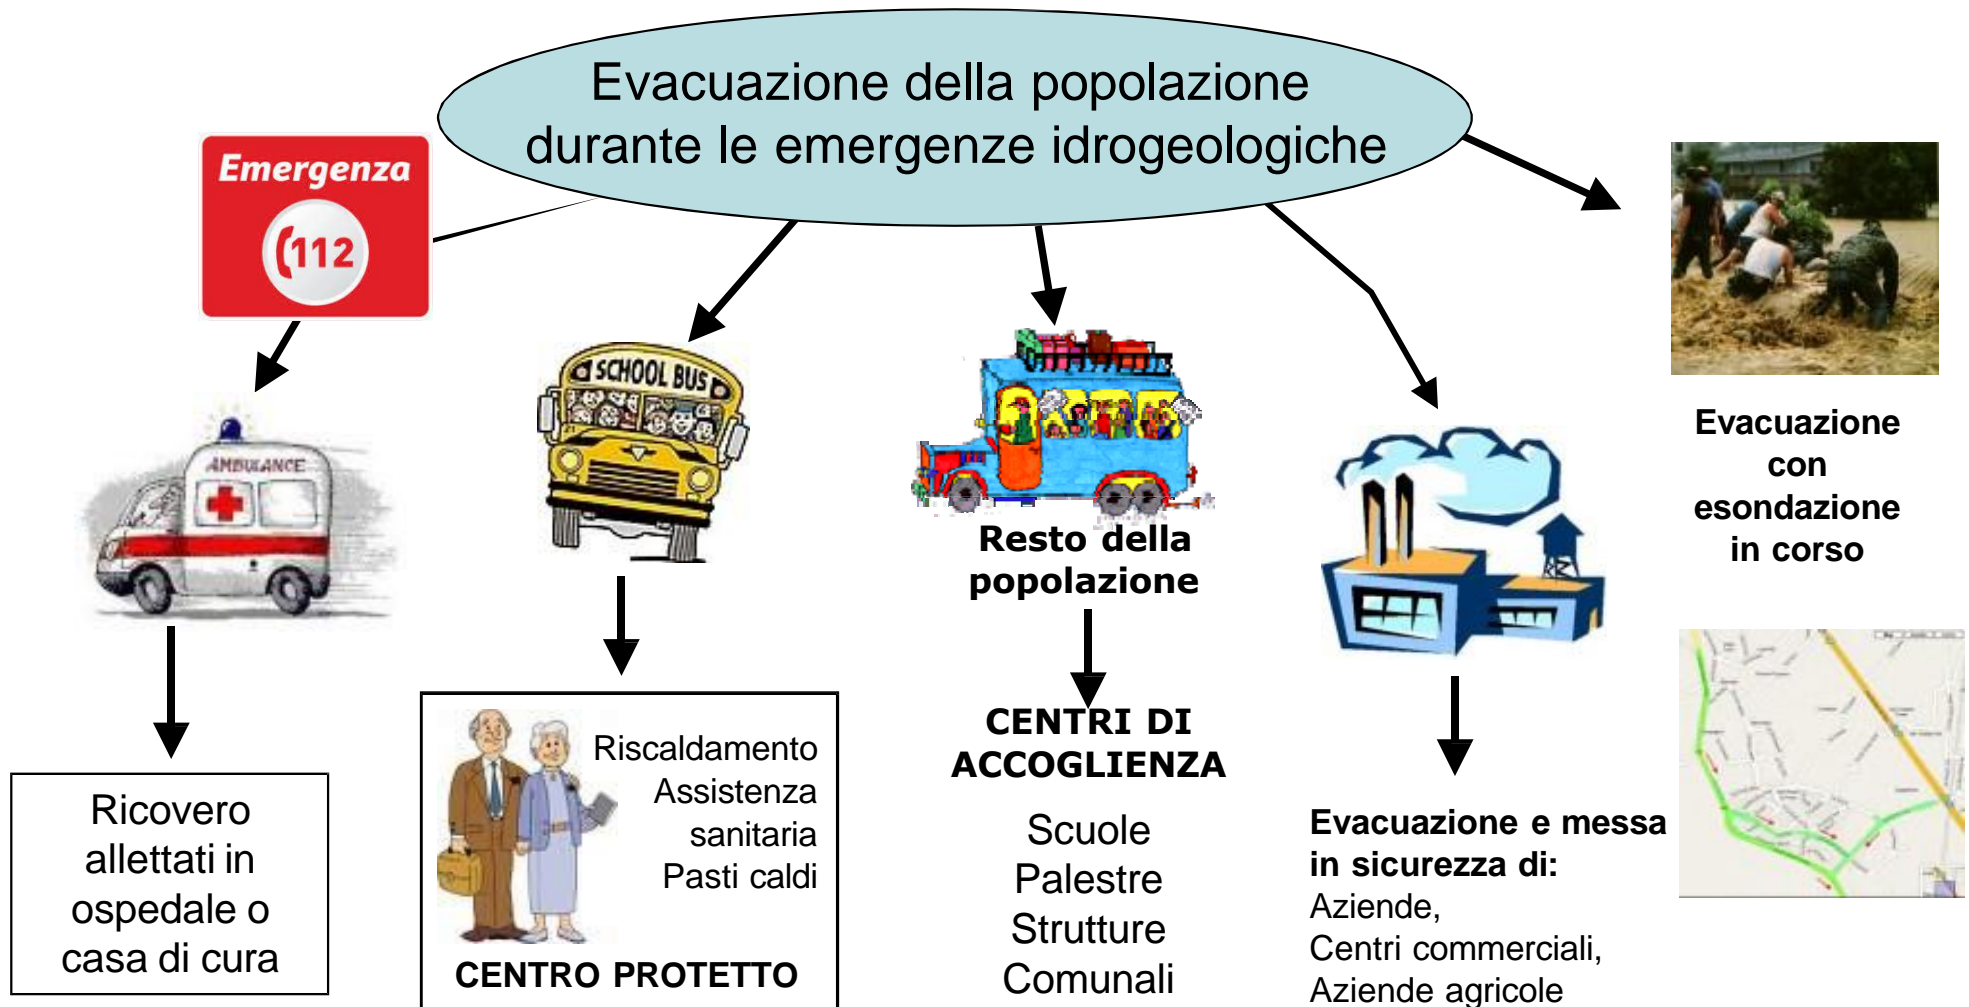 Evacuazione della popolazione
durante le emergenze idrogeologiche
Emergenza
112
SCHOOL BUS
AMBULANCE
Resto della
popolazione
Evacuazione
con
esondazione
in corso
Ricovero
allettati in
ospedale o
casa di cura
Riscaldamento
Assistenza
sanitaria
Pasti caldi
CENTRO PROTETTO
CENTRI DI
ACCOGLIENZA
Scuole
Palestre
Strutture
Comunali
Evacuazione e messa
in sicurezza di:
Aziende,
Centri commerciali,
Aziende agricole